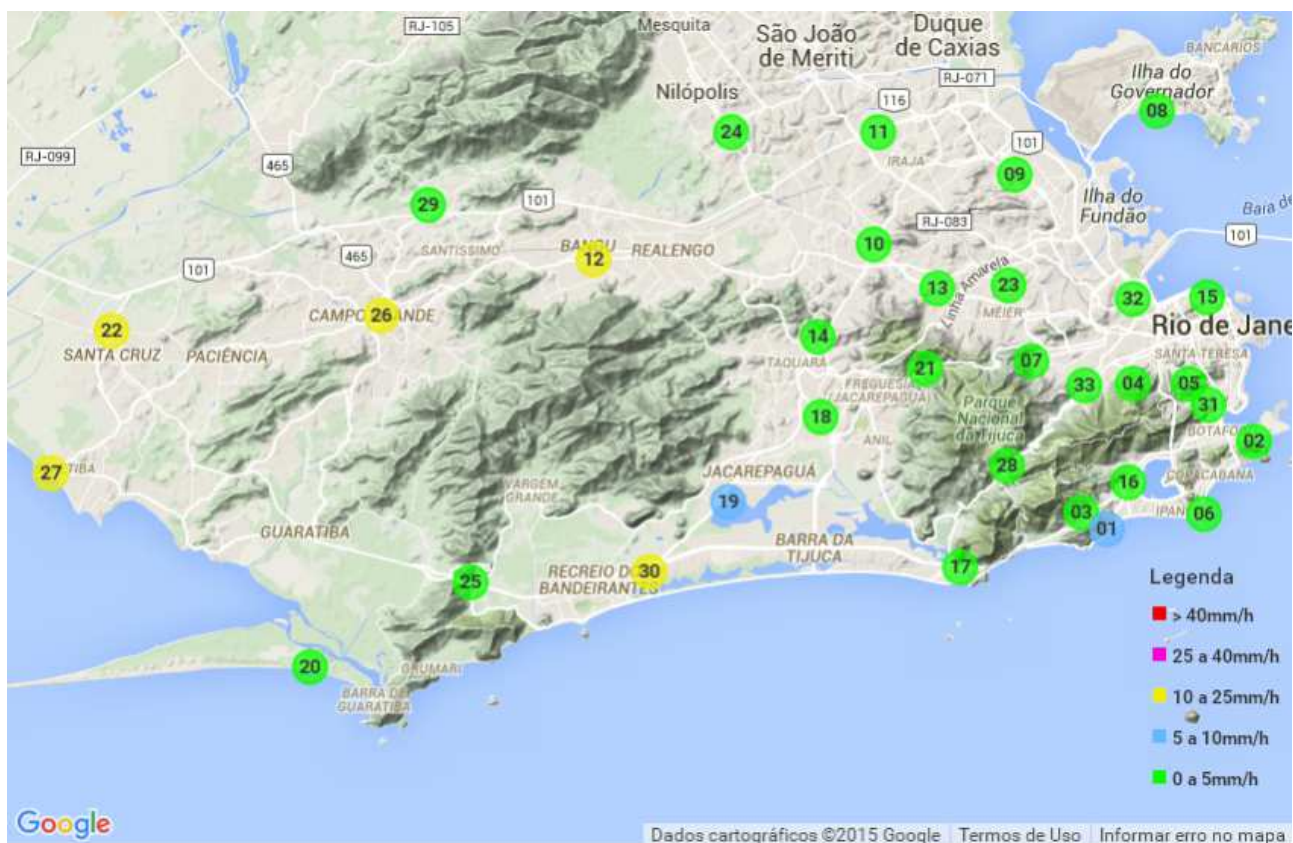 RJ-105
Mesquita
São João
de Meriti
Duque
de Caxias
BANCÁRIOS
RJ-071
Ilha do
Governador
Nilópolis
116
08
24
11
RJ-099
465
101
IRAJÁ
09
29
101
Ilha do
Fundão
RJ-083
Baía de
101
SANTISSIMO
BANGU
REALENGO
12
10
465
101
13
Linha Amarela
23
MÉIER
32
15
22
26
CAMPO GRANDE
SANTA CRUZ
PACIÊNCIA
14
TAQUARA
Rio de Jane
SANTA TERESA
21
07
FREGUESIA
(JACAREPAGUÁ)
33
04
05
31
Parque
Nacional
da Tijuca
18
ANIL
BOTAFOG
02
27
TIBA
JACAREPAGUÁ
28
COPACABANA
VARGEM
GRANDE
19
16
03
01
IPAN
06
GUARATIBA
BARRA DA
TIJUCA
25
RECREIO DOS
BANDEIRANTES
30
17
20
GRUMARI
BARRA DE
GUARATIBA
Legenda
> 40mm/h
25 a 40mm/h
10 a 25mm/h
5 a 10mm/h
0 a 5mm/h
Google
Dados cartográficos ©2015 Google Termos de Uso Informar erro no mapa